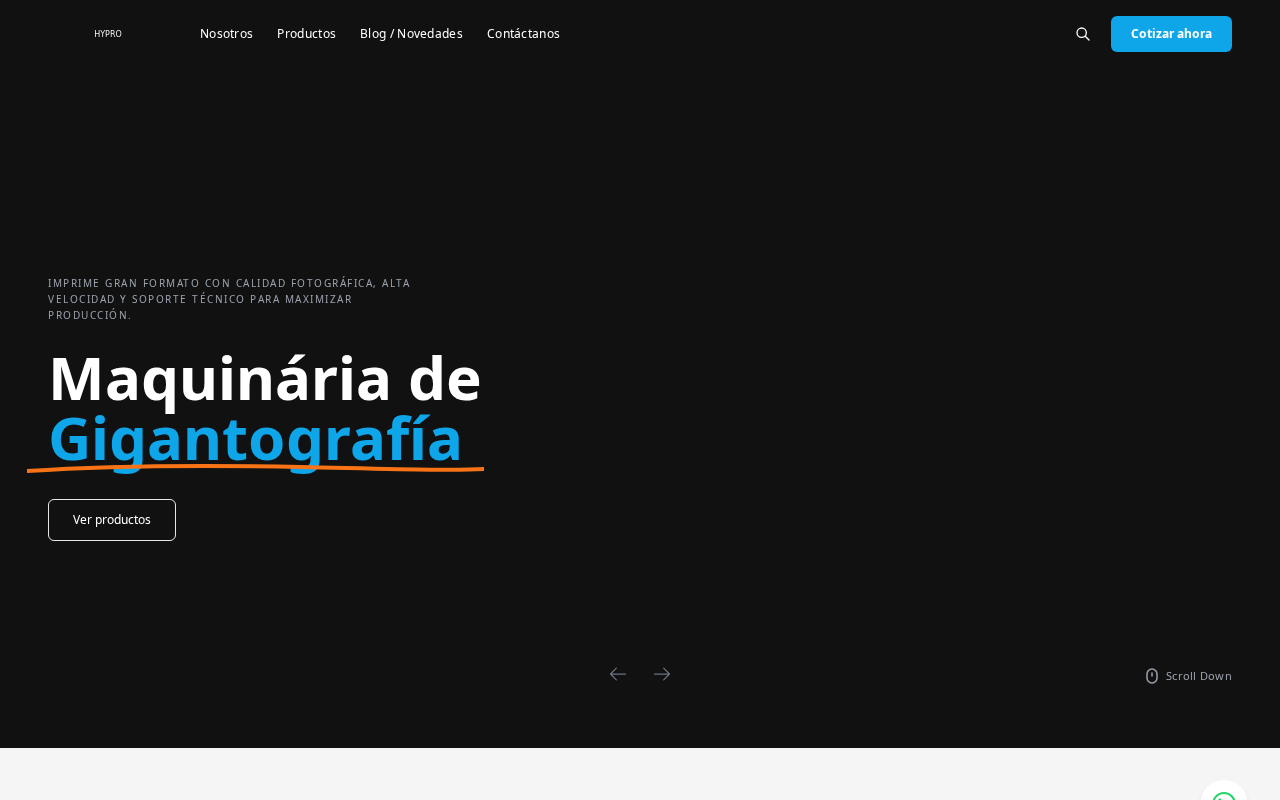 HYPRO
Nosotros
Productos
Blog / Novedades
Contáctanos
Cotizar ahora
IMPRIME GRAN FORMATO CON CALIDAD FOTOGRÁFICA, ALTA
VELOCIDAD Y SOPORTE TÉCNICO PARA MAXIMIZAR
PRODUCCIÓN.
Maquinária de
Gigantografía
Ver productos
Scroll Down